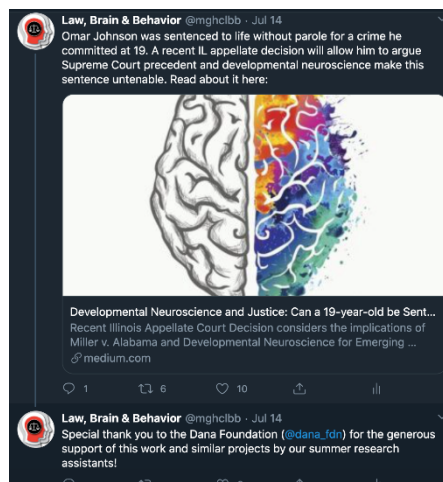 Law, Brain & Behavior @mghclbb · Jul 14
Omar Johnson was sentenced to life without parole for a crime he
committed at 19. A recent IL appellate decision will allow him to argue
Supreme Court precedent and developmental neuroscience make this
sentence untenable. Read about it here:
Developmental Neuroscience and Justice: Can a 19-year-old be Sent...
Recent Illinois Appellate Court Decision considers the implications of
Miller v. Alabama and Developmental Neuroscience for Emerging ...
medium.com
1 6 10
Law, Brain & Behavior @mghclbb · Jul 14
Special thank you to the Dana Foundation (@dana_fdn) for the generous
support of this work and similar projects by our summer research
assistants!